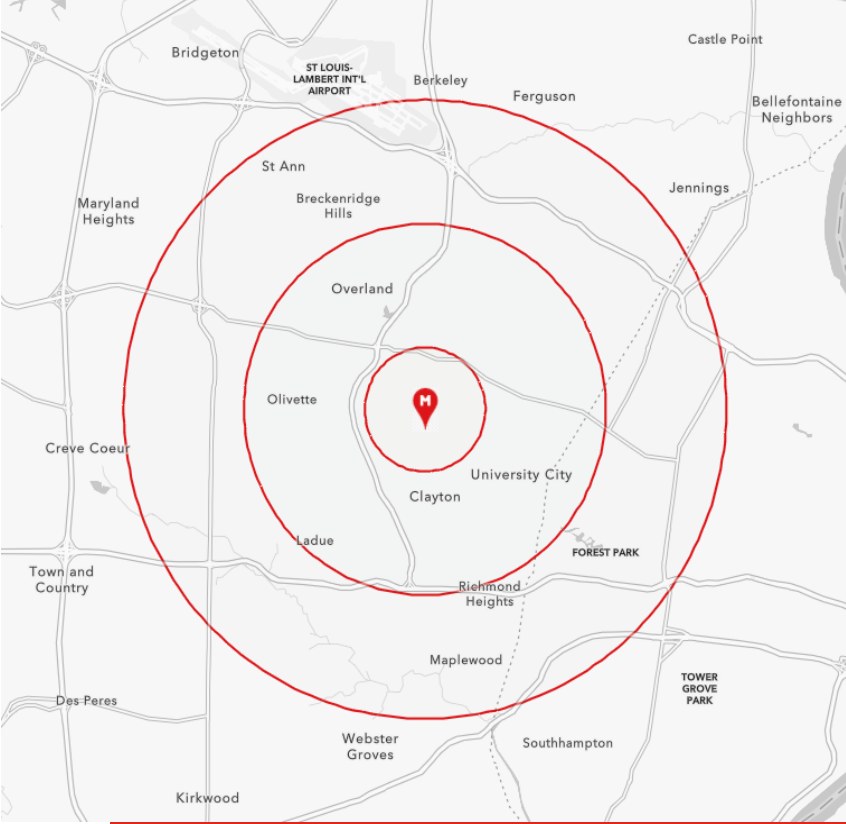 Castle Point
Bridgeton
ST LOUIS-
LAMBERT INT'L
AIRPORT
Berkeley
Ferguson
Bellefontaine
Neighbors
St Ann
Jennings
Maryland
Heights
Breckenridge
Hills
Overland
M
Olivette
Creve Coeur
University City
Clayton
Ladue
FOREST PARK
Town and
Country
Richmond
Heights
Maplewood
TOWER
GROVE
PARK
Des Peres
Webster
Groves
Southhampton
Kirkwood